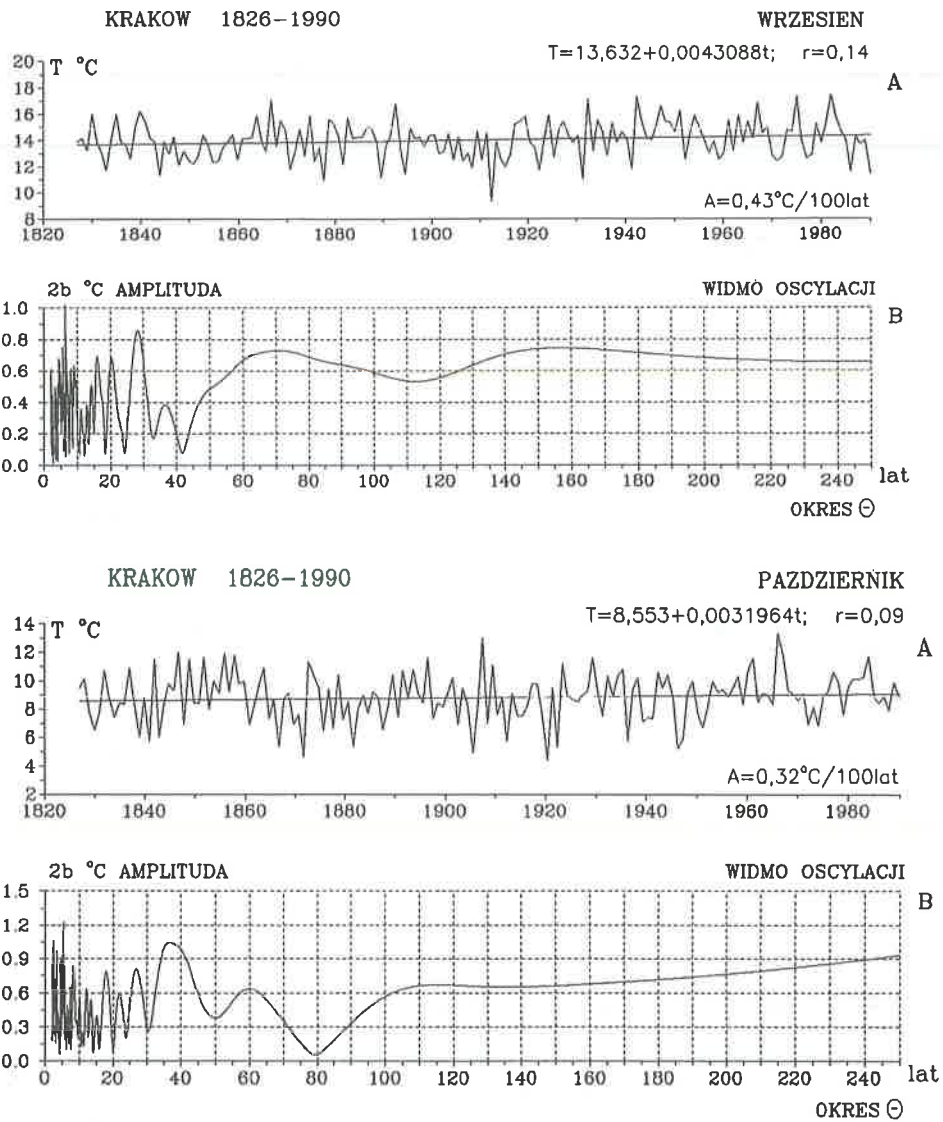 KRAKOW 1826-1990 WRZESIEN
T=13,632+0,0043088t; r=0,14
T °C
A
20
18
16
14
12
10
8
A=0,43°C/100lat
1820 1840 1860 1880 1900 1920 1940 1960 1980
2b °C AMPLITUDA WIDMO OSCYLACJI
B
1.0
0.8
0.6
0.4
0.2
0.0
0 20 40 60 80 100 120 140 160 180 200 220 240 lat
OKRES Θ
KRAKOW 1826-1990 PAZDZIERNIK
T=8,553+0,0031964t; r=0,09
T °C
A
14
12
10
8
6
4
2
A=0,32°C/100lat
1820 1840 1860 1880 1900 1920 1940 1960 1980
2b °C AMPLITUDA WIDMO OSCYLACJI
B
1.5
1.2
0.9
0.6
0.3
0.0
0 20 40 60 80 100 120 140 160 180 200 220 240 lat
OKRES Θ